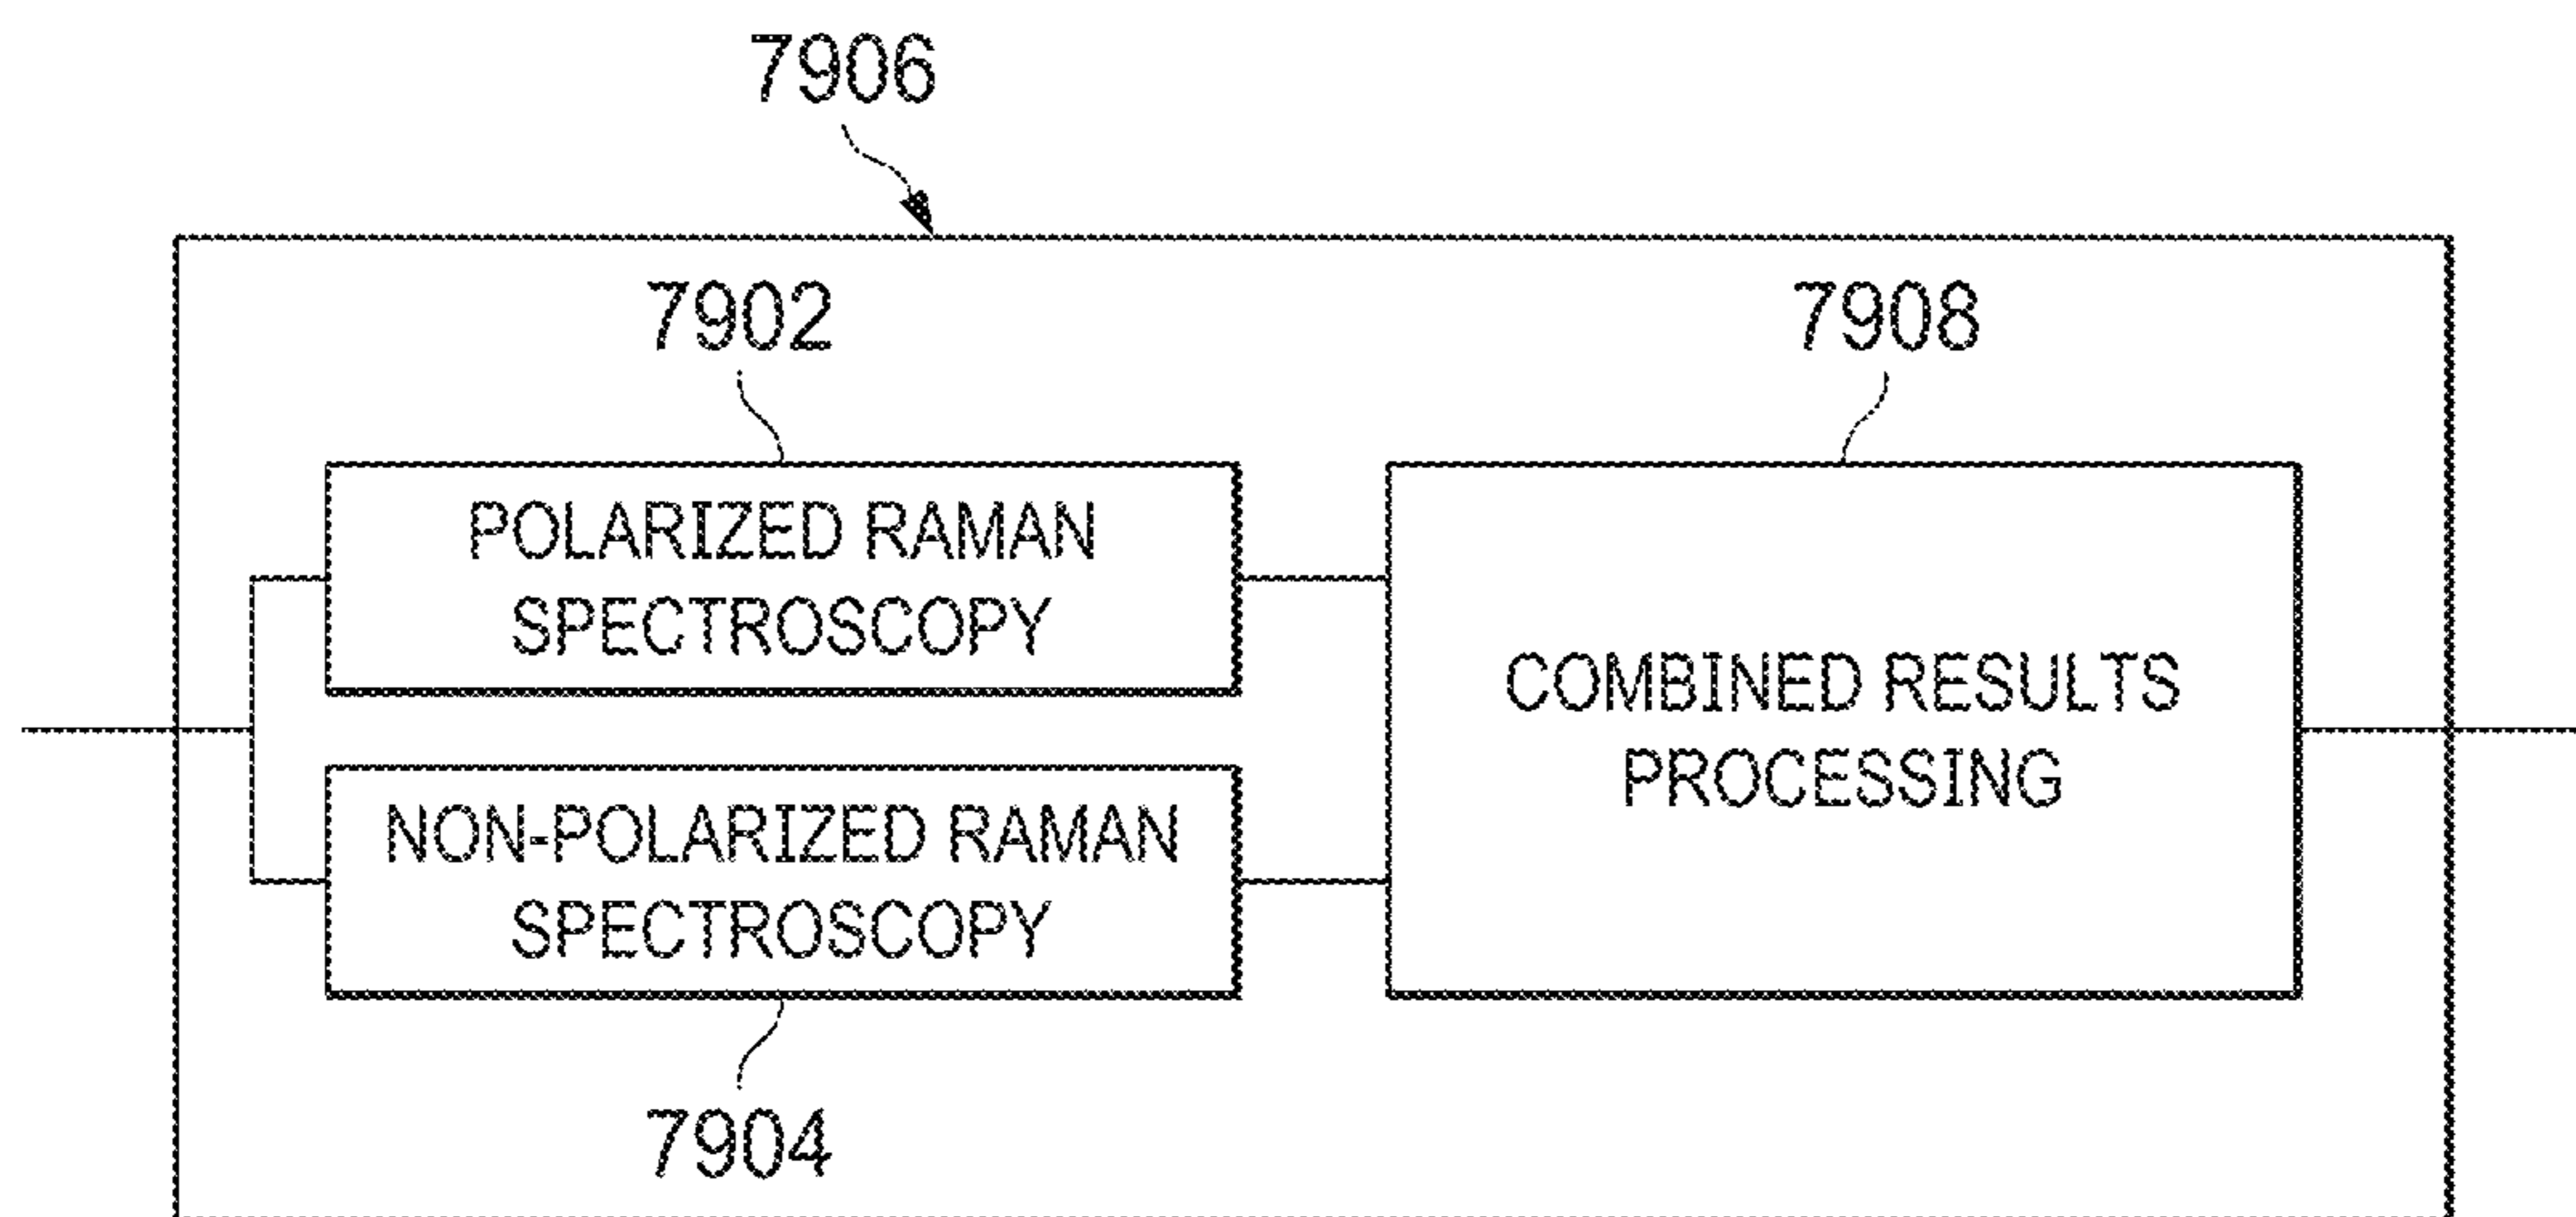 7906
7902
7908
POLARIZED RAMAN
SPECTROSCOPY
COMBINED RESULTS
PROCESSING
NON-POLARIZED RAMAN
SPECTROSCOPY
7904